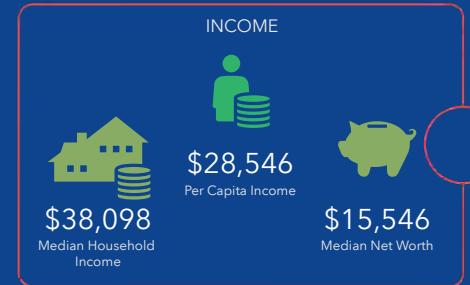 INCOME
$28,546
Per Capita Income
$38,098
Median Household
Income
$15,546
Median Net Worth